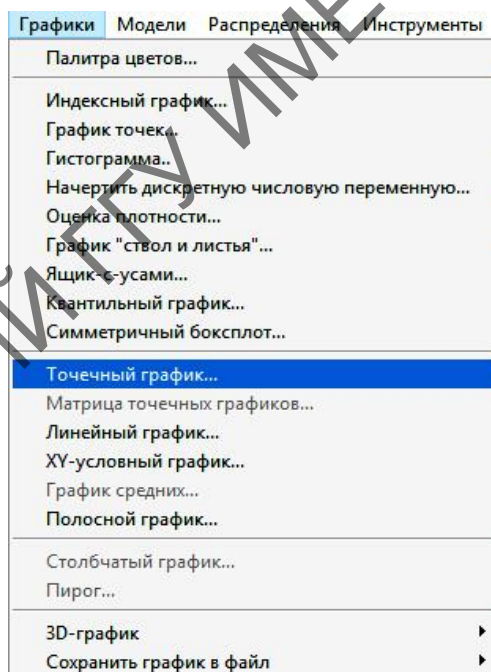 Графики Модели Распределения Инструменты
Палитра цветов...
Индексный график...
График точек...
Гистограмма..
Начертить дискретную числовую переменную...
Оценка плотности...
График "ствол и листья"...
Ящик-с-усами...
Квантильный график...
Симметричный боксплот...
Точечный график...
Матрица точечных графиков...
Линейный график...
XY-условный график...
График средних...
Полосной график...
Столбчатый график...
Пирог...
3D-график
Сохранить график в файл
ГГУ